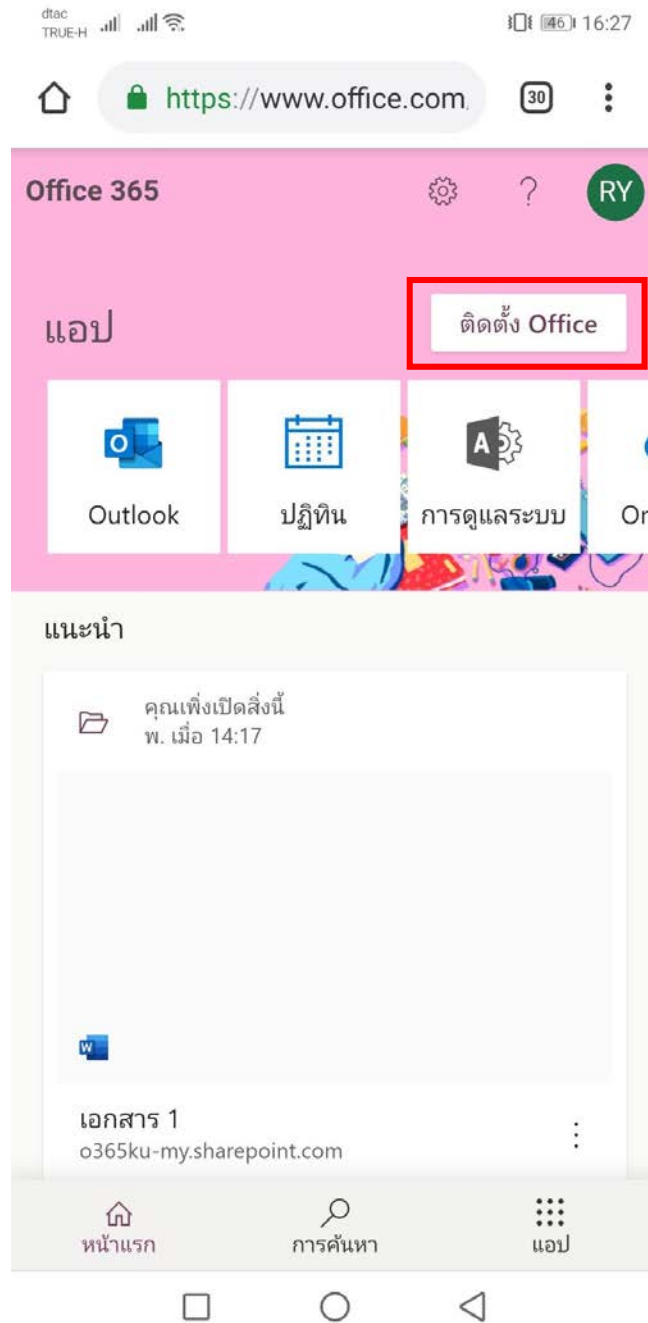 dtac
TRUE-H
46 16:27
https://www.office.com
30
Office 365
? RY
แอป
ติดตั้ง Office
Outlook
ปฏิทิน
การดูแลระบบ
Or
แนะนำ
คุณเพิ่งเปิดสิ่งนี้
พ. เมื่อ 14:17
เอกสาร 1
o365ku-my.sharepoint.com
หน้าแรก
การค้นหา
แอป